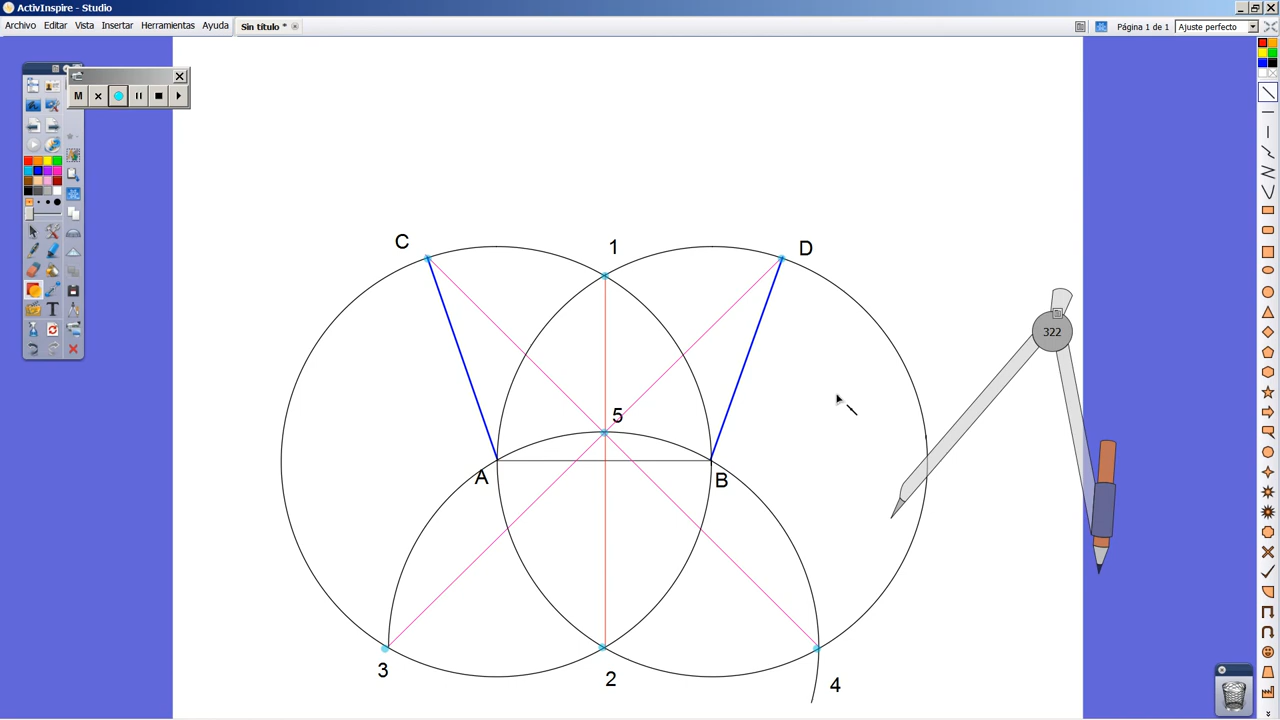 ActivInspire - Studio
Archivo Editar Vista Insertar Herramientas Ayuda
Sin título *
Página 1 de 1
Ajuste perfecto
M
C
1
D
322
5
A
B
3
2
4
T